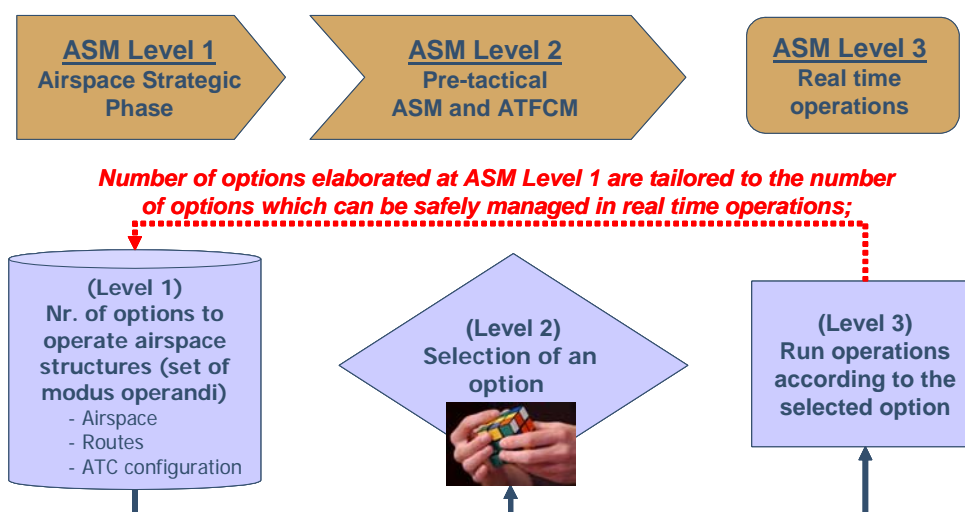 ASM Level 1
Airspace Strategic
Phase
ASM Level 2
Pre-tactical
ASM and ATFCM
ASM Level 3
Real time
operations
Number of options elaborated at ASM Level 1 are tailored to the number
of options which can be safely managed in real time operations;
(Level 1)
Nr. of options to
operate airspace
structures (set of
modus operandi)
- Airspace
- Routes
- ATC configuration
(Level 2)
Selection of an
option
(Level 3)
Run operations
according to the
selected option